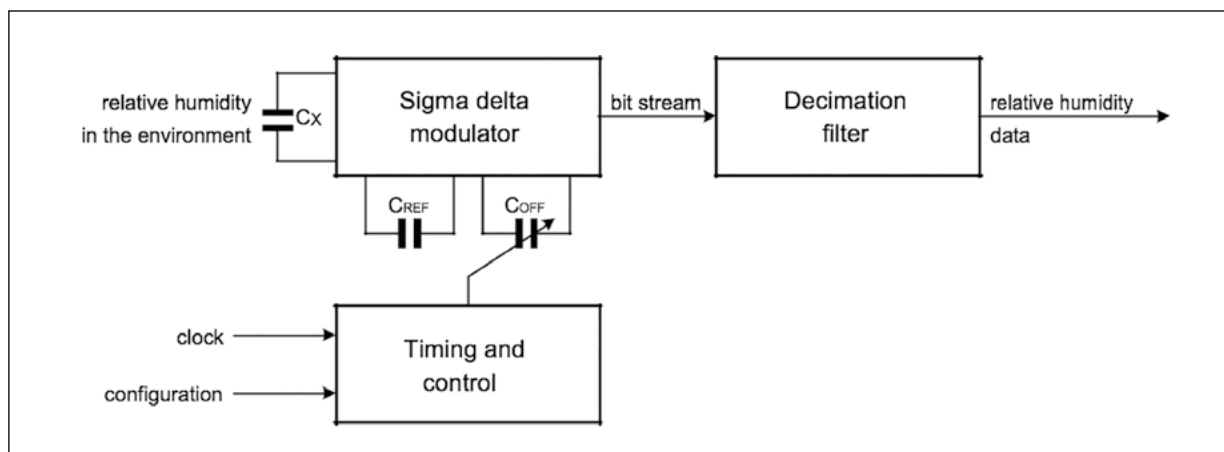 relative humidity
in the environment
CX
Sigma delta
modulator
bit stream
Decimation
filter
relative humidity
data
CREF
COFF
clock
configuration
Timing and
control